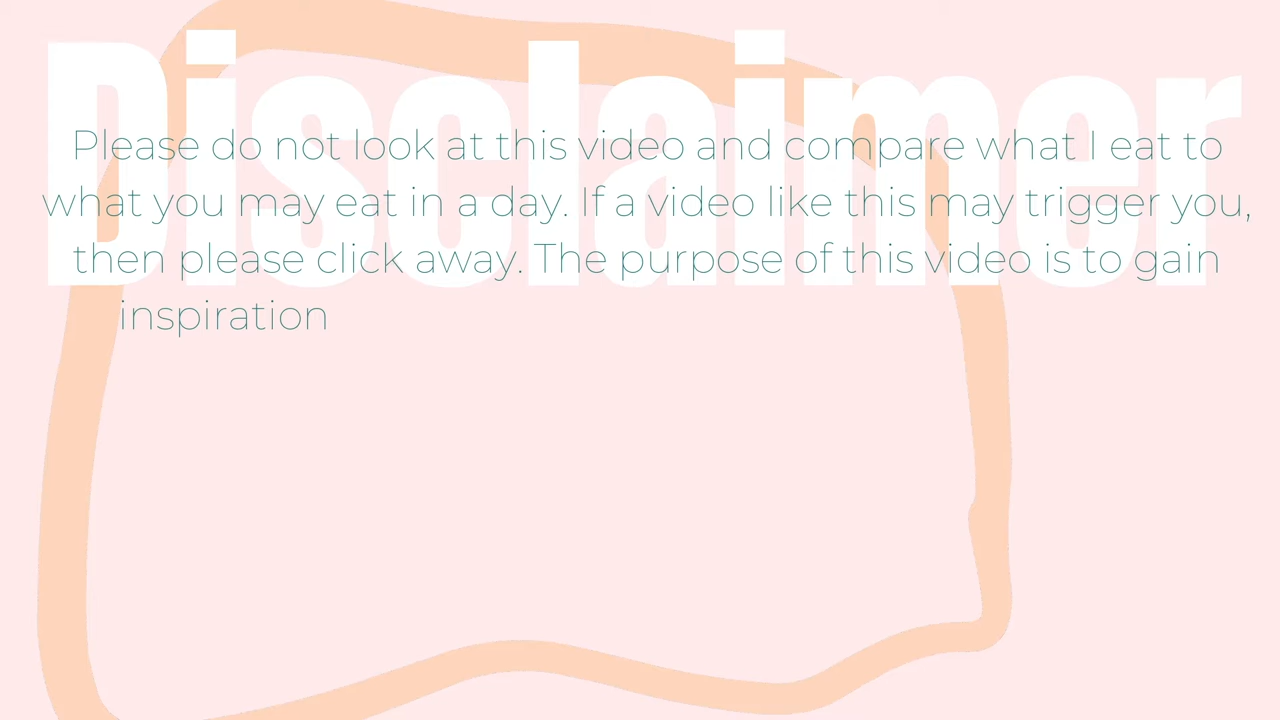 Disclaimer
Please do not look at this video and compare what I eat to
what you may eat in a day. If a video like this may trigger you,
then please click away. The purpose of this video is to gain
inspiration